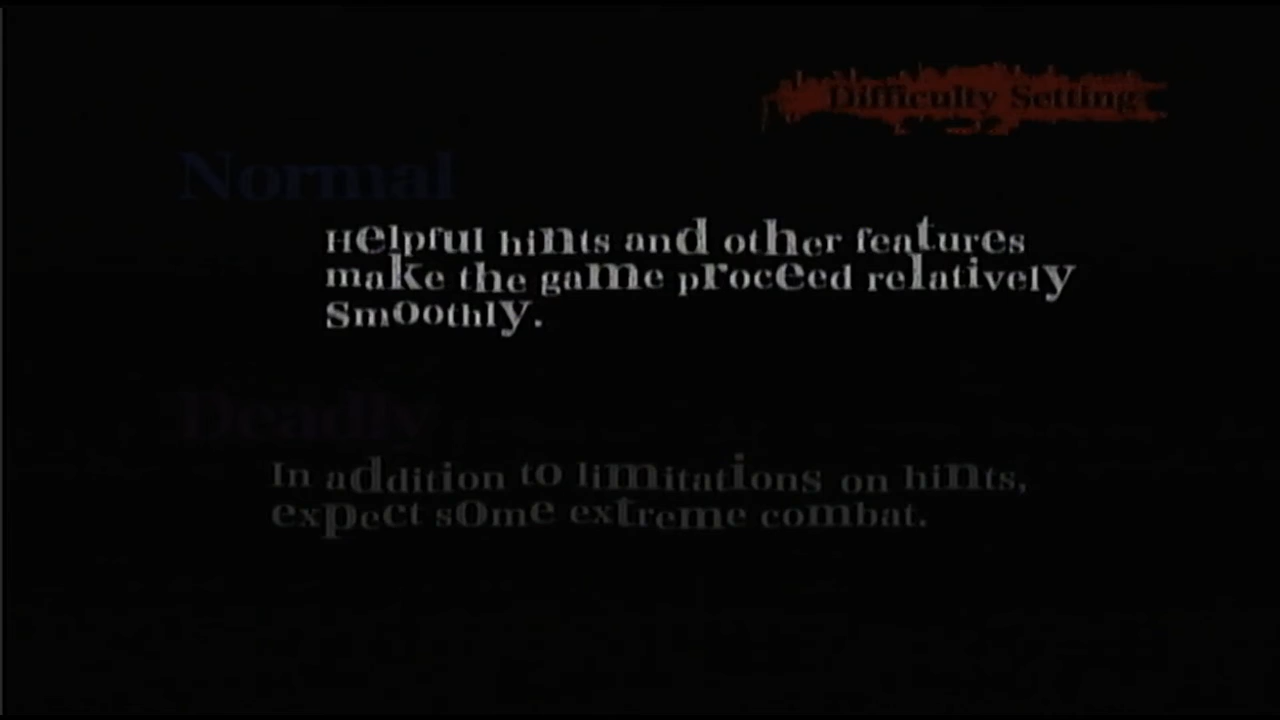 Difficulty Setting
Normal
Helpful hints and other features
make the game proceed relatively
Smoothly.
Deadly
In addition to limitations on hints,
expect some extreme combat.